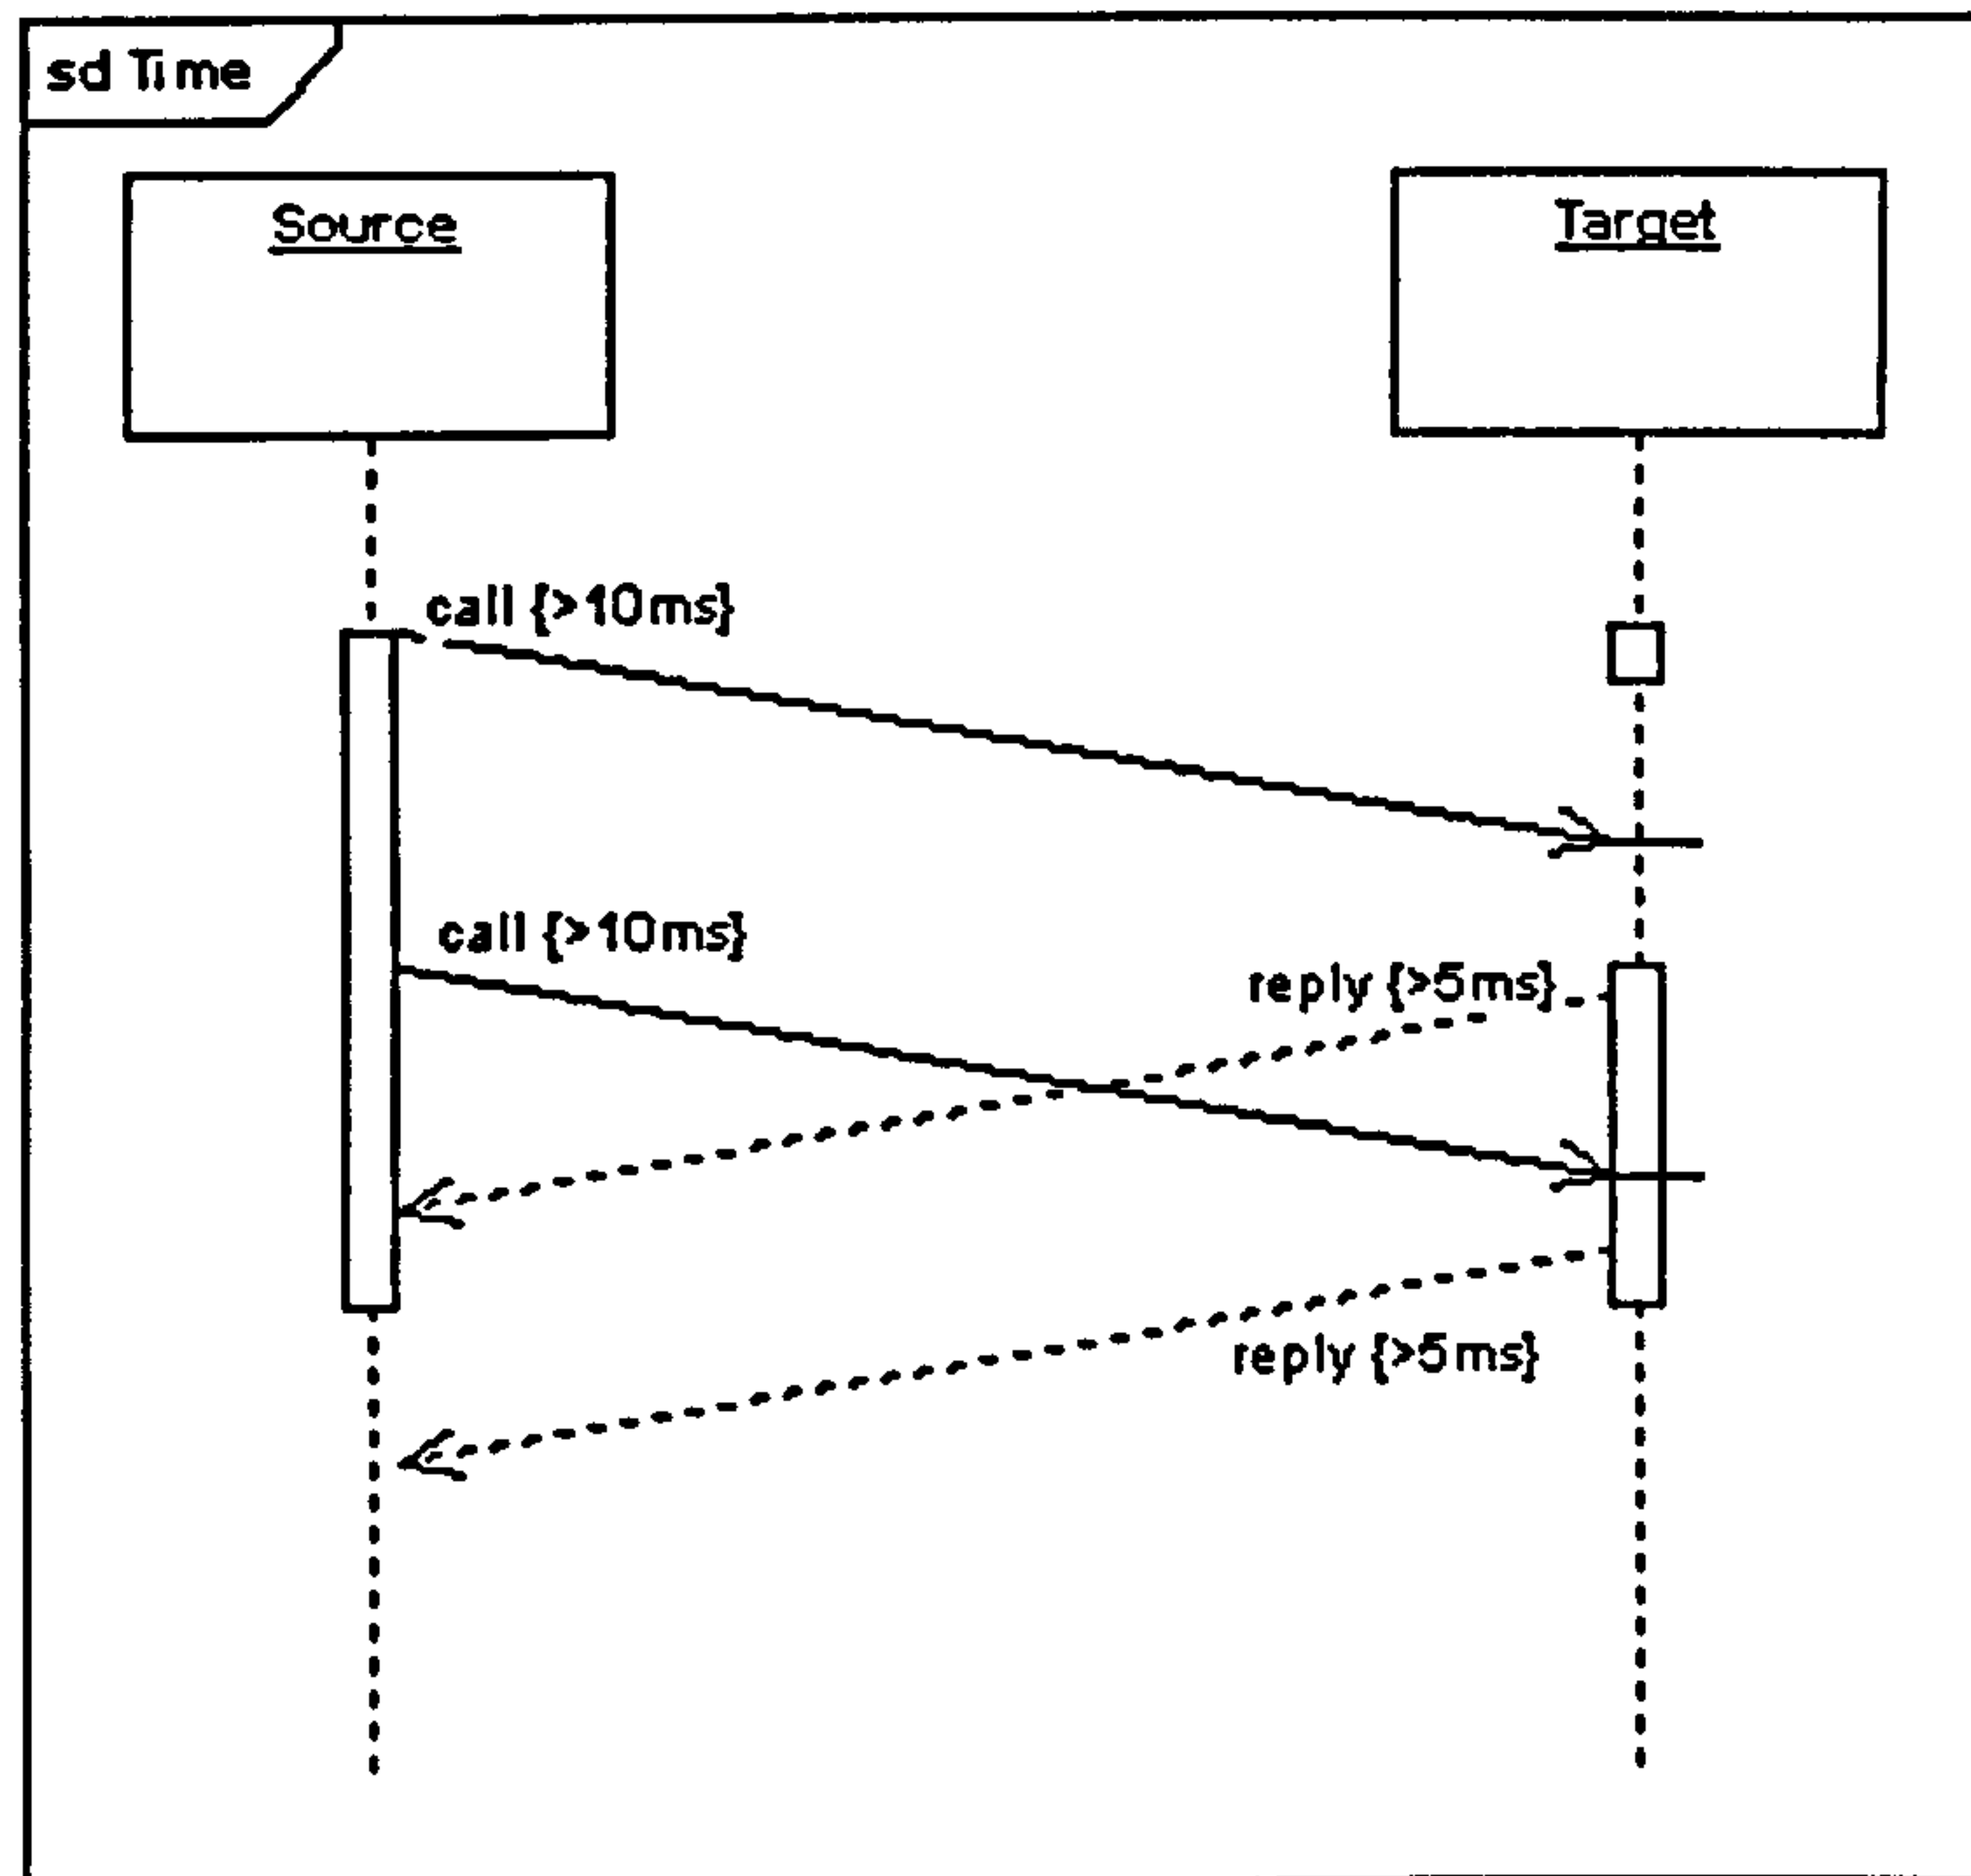 sd Time
Source
Target
call {>10ms}
call {>10ms}
reply {>5ms}
reply {>5ms}